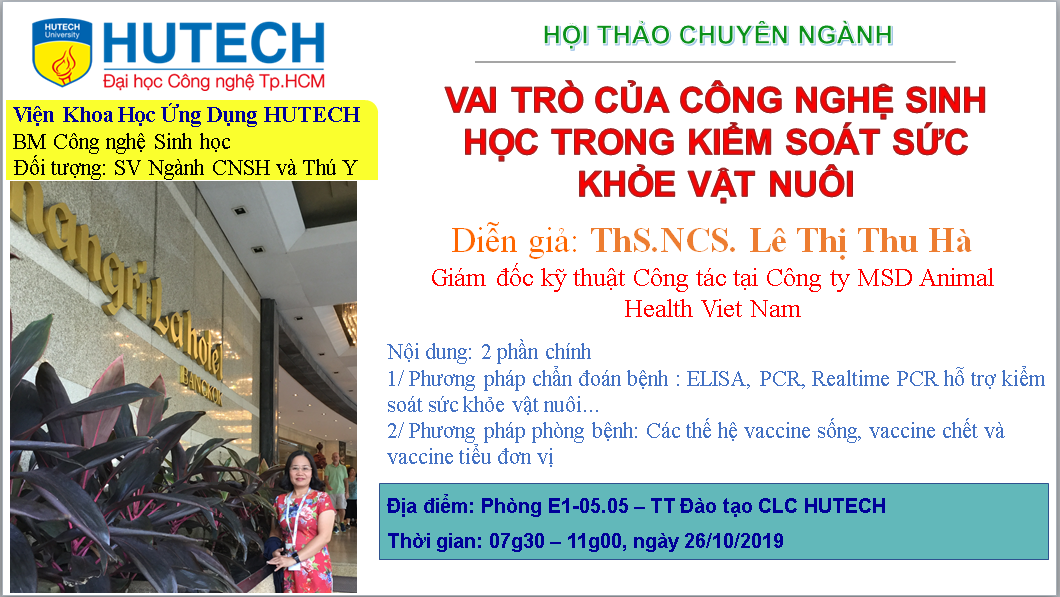 HUTECH
University
HUTECH
Đại học Công nghệ Tp.HCM
Viện Khoa Học Ứng Dụng HUTECH
BM Công nghệ Sinh học
Đối tượng: SV Ngành CNSH và Thú Y
HỘI THẢO CHUYÊN NGÀNH
VAI TRÒ CỦA CÔNG NGHỆ SINH
HỌC TRONG KIỂM SOÁT SỨC
KHỎE VẬT NUÔI
Diễn giả: ThS.NCS. Lê Thị Thu Hà
Giám đốc kỹ thuật Công tác tại Công ty MSD Animal
Health Viet Nam
Nội dung: 2 phần chính
1/ Phương pháp chẩn đoán bệnh : ELISA, PCR, Realtime PCR hỗ trợ kiểm
soát sức khỏe vật nuôi...
2/ Phương pháp phòng bệnh: Các thế hệ vaccine sống, vaccine chết và
vaccine tiểu đơn vị
Địa điểm: Phòng E1-05.05 – TT Đào tạo CLC HUTECH
Thời gian: 07g30 – 11g00, ngày 26/10/2019
hangri-La hotel
BANGKOK